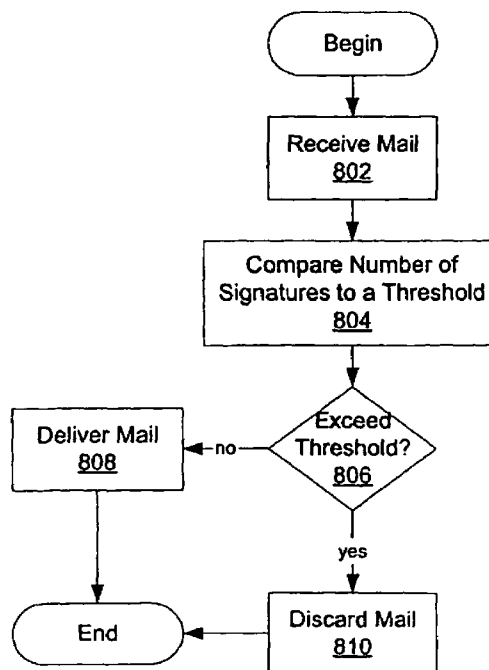 Begin
Receive Mail
802
Compare Number of
Signatures to a Threshold
804
Exceed
Threshold?
806
no
Deliver Mail
808
yes
Discard Mail
810
End